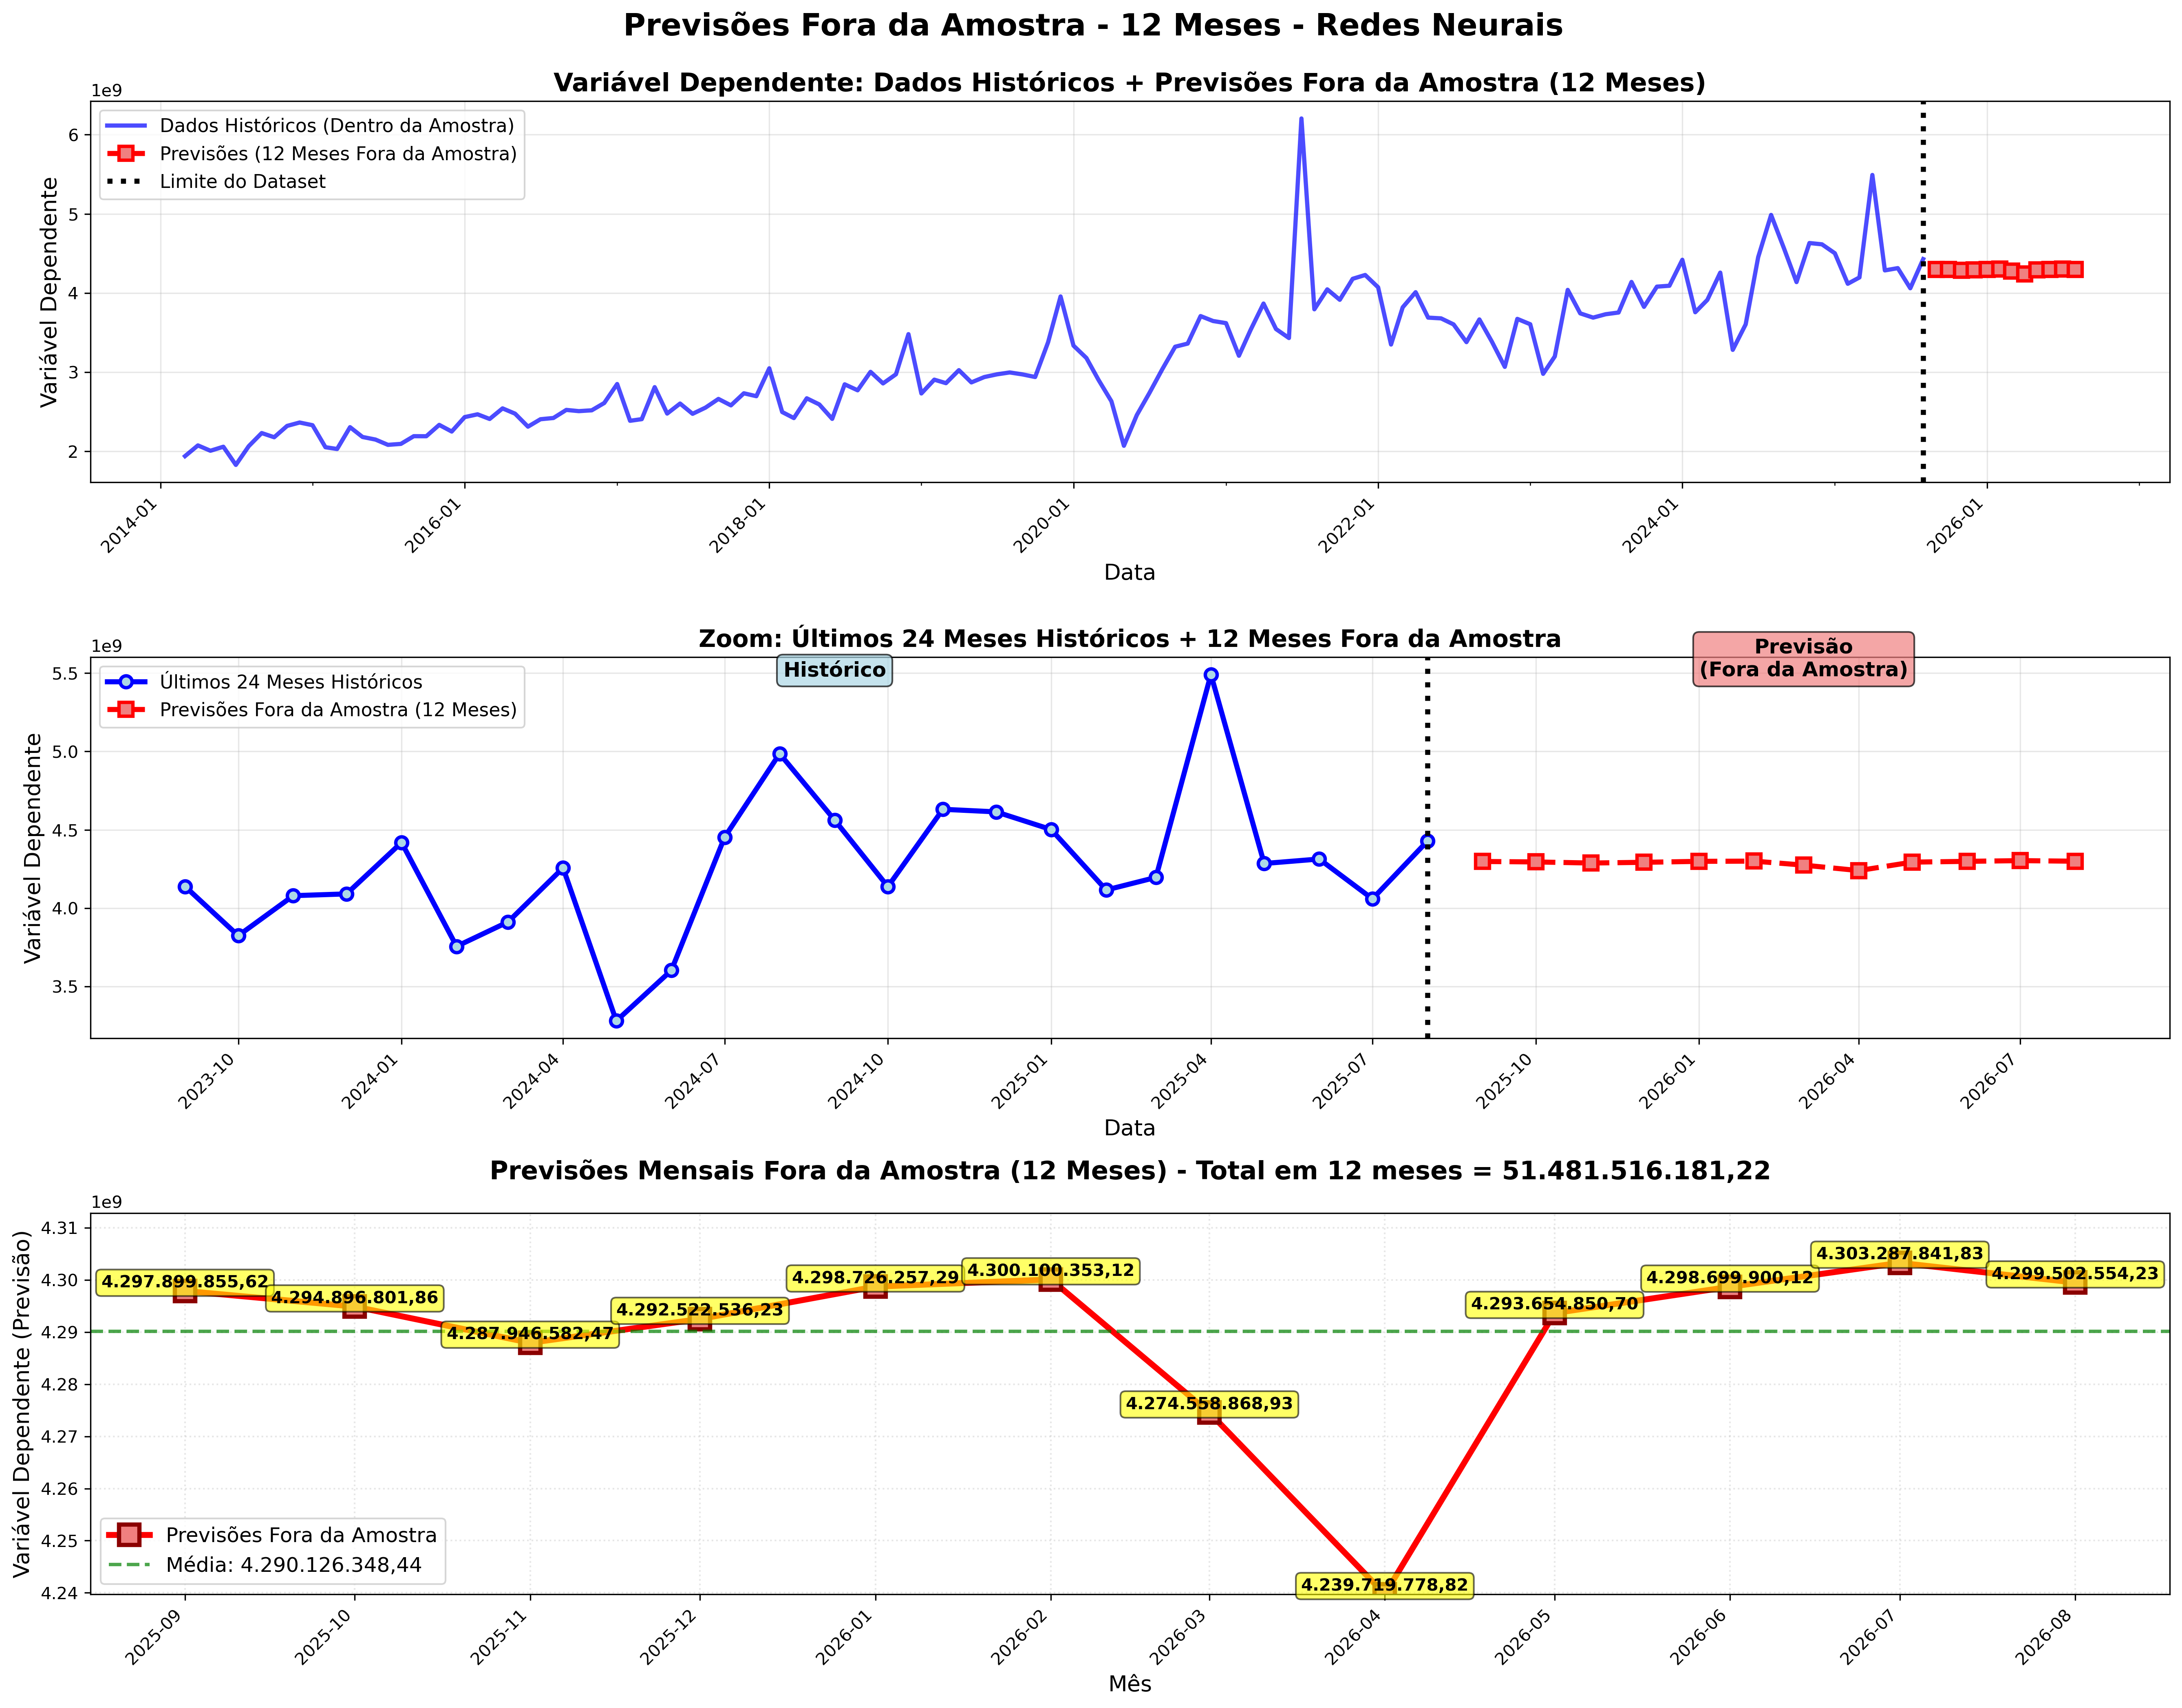 Previsões Fora da Amostra - 12 Meses - Redes Neurais
Variável Dependente: Dados Históricos + Previsões Fora da Amostra (12 Meses)
1e9
Dados Históricos (Dentro da Amostra)
Previsões (12 Meses Fora da Amostra)
Limite do Dataset
Variável Dependente
6
5
4
3
2
2014-01
2016-01
2018-01
2020-01
2022-01
2024-01
2026-01
Data
Zoom: Últimos 24 Meses Históricos + 12 Meses Fora da Amostra
1e9
Histórico
Previsão
(Fora da Amostra)
Últimos 24 Meses Históricos
Previsões Fora da Amostra (12 Meses)
Variável Dependente
5.5
5.0
4.5
4.0
3.5
2023-10
2024-01
2024-04
2024-07
2024-10
2025-01
2025-04
2025-07
2025-10
2026-01
2026-04
2026-07
Data
Previsões Mensais Fora da Amostra (12 Meses) - Total em 12 meses = 51.481.516.181,22
1e9
Variável Dependente (Previsão)
4.31
4.30
4.29
4.28
4.27
4.26
4.25
4.24
4.297.899.855,62
4.294.896.801,86
4.287.946.582,47
4.292.522.536,23
4.298.726.257,29
4.300.100.353,12
4.274.558.868,93
4.239.719.778,82
4.293.654.850,70
4.298.699.900,12
4.303.287.841,83
4.299.502.554,23
Previsões Fora da Amostra
Média: 4.290.126.348,44
2025-09
2025-10
2025-11
2025-12
2026-01
2026-02
2026-03
2026-04
2026-05
2026-06
2026-07
2026-08
Mês